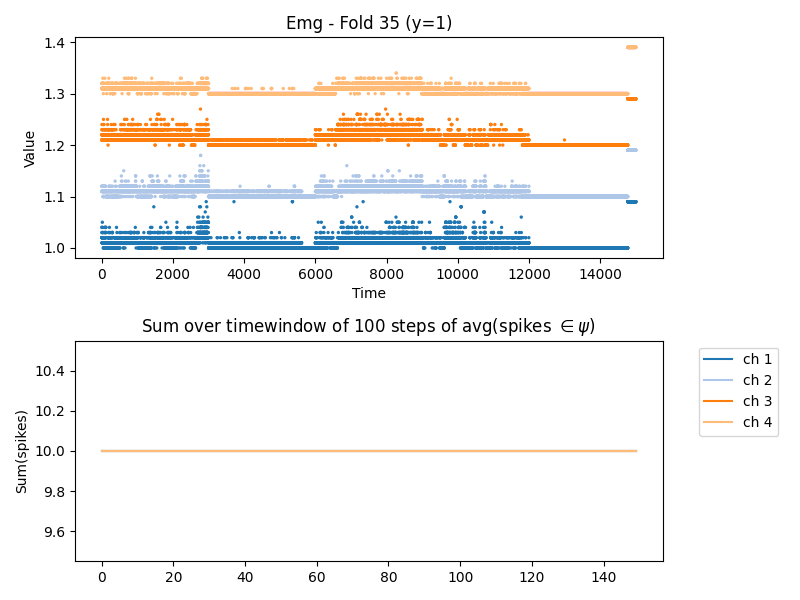 Emg - Fold 35 (y=1)
1.4
1.3
1.2
1.1
1.0
Value
0 2000 4000 6000 8000 10000 12000 14000
Time
Sum over timewindow of 100 steps of avg(spikes ∈ψ)
10.4
10.2
10.0
9.8
9.6
Sum(spikes)
0 20 40 60 80 100 120 140
ch 1
ch 2
ch 3
ch 4